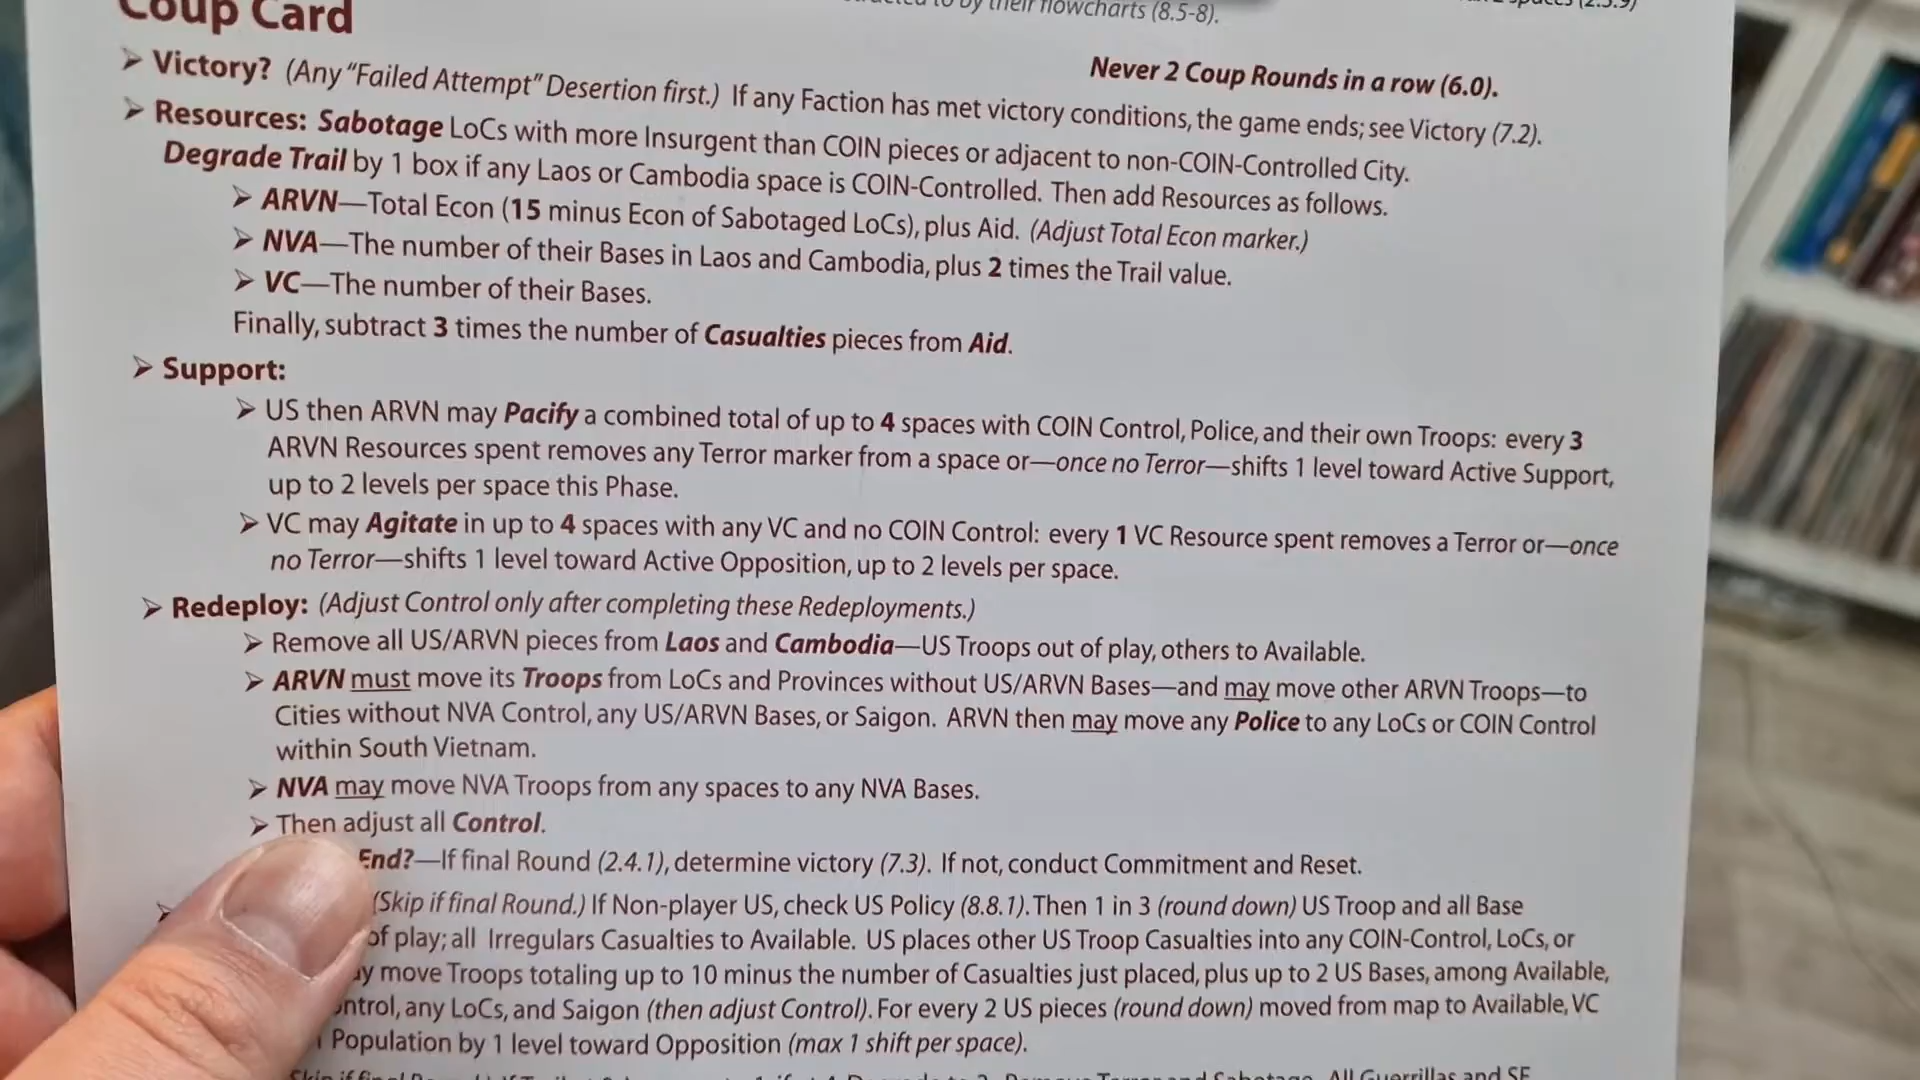 Coup Card
by their flowcharts (8.5-8).
Never 2 Coup Rounds in a row (6.0).
➤ Victory? (Any “Failed Attempt” Desertion first.) If any Faction has met victory conditions, the game ends; see Victory (7.2).
➤ Resources: Sabotage LoCs with more Insurgent than COIN pieces or adjacent to non-COIN-Controlled City.
Degrade Trail by 1 box if any Laos or Cambodia space is COIN-Controlled. Then add Resources as follows.
➤ ARVN—Total Econ (15 minus Econ of Sabotaged LoCs), plus Aid. (Adjust Total Econ marker.)
➤ NVA—The number of their Bases in Laos and Cambodia, plus 2 times the Trail value.
➤ VC—The number of their Bases.
Finally, subtract 3 times the number of Casualties pieces from Aid.
➤ Support:
➤ US then ARVN may Pacify a combined total of up to 4 spaces with COIN Control, Police, and their own Troops: every 3
ARVN Resources spent removes any Terror marker from a space or—once no Terror—shifts 1 level toward Active Support,
up to 2 levels per space this Phase.
➤ VC may Agitate in up to 4 spaces with any VC and no COIN Control: every 1 VC Resource spent removes a Terror or—once
no Terror—shifts 1 level toward Active Opposition, up to 2 levels per space.
➤ Redeploy: (Adjust Control only after completing these Redeployments.)
➤ Remove all US/ARVN pieces from Laos and Cambodia—US Troops out of play, others to Available.
➤ ARVN must move its Troops from LoCs and Provinces without US/ARVN Bases—and may move other ARVN Troops—to
Cities without NVA Control, any US/ARVN Bases, or Saigon. ARVN then may move any Police to any LoCs or COIN Control
within South Vietnam.
➤ NVA may move NVA Troops from any spaces to any NVA Bases.
➤ Then adjust all Control.
End?—If final Round (2.4.1), determine victory (7.3). If not, conduct Commitment and Reset.
➤ (Skip if final Round.) If Non-player US, check US Policy (8.8.1). Then 1 in 3 (round down) US Troop and all Base
of play; all Irregulars Casualties to Available. US places other US Troop Casualties into any COIN-Control, LoCs, or
move Troops totaling up to 10 minus the number of Casualties just placed, plus up to 2 US Bases, among Available,
any LoCs, and Saigon (then adjust Control). For every 2 US pieces (round down) moved from map to Available, VC
Population by 1 level toward Opposition (max 1 shift per space).